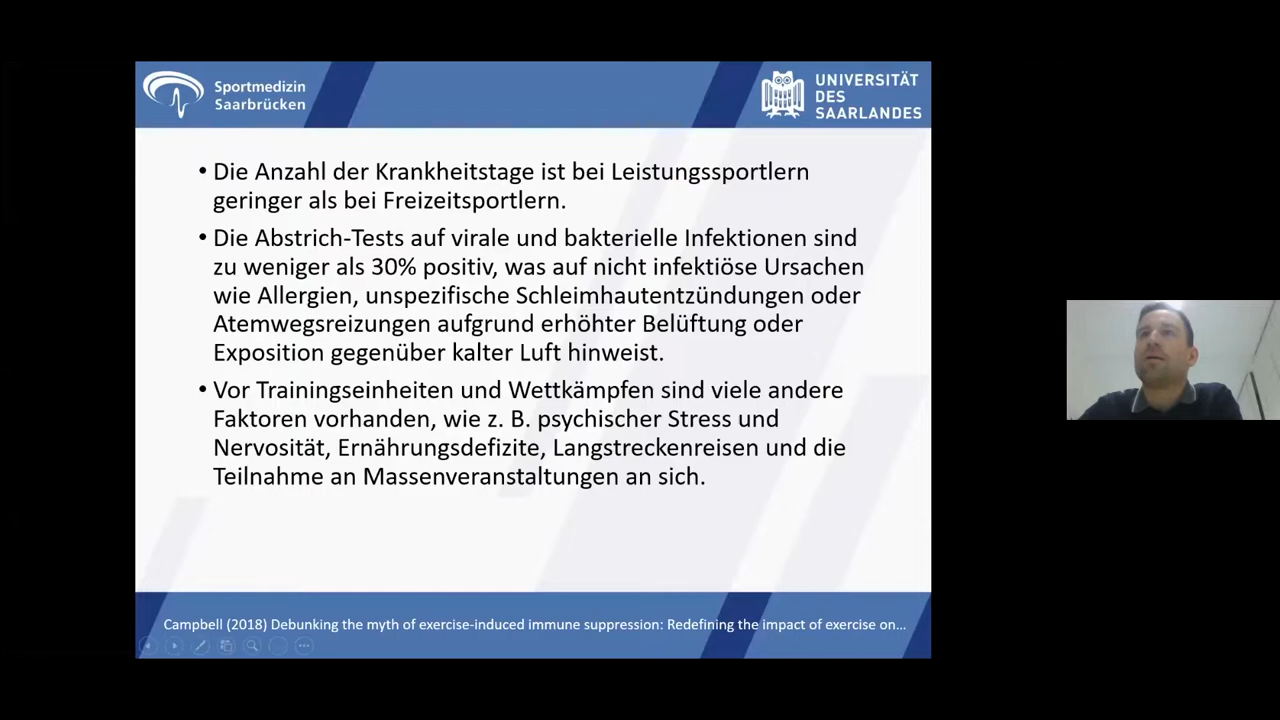 Sportmedizin
Saarbrücken
UNIVERSITÄT
DES
SAARLANDES
• Die Anzahl der Krankheitstage ist bei Leistungssportlern
geringer als bei Freizeitsportlern.
• Die Abstrich-Tests auf virale und bakterielle Infektionen sind
zu weniger als 30% positiv, was auf nicht infektiöse Ursachen
wie Allergien, unspezifische Schleimhautentzündungen oder
Atemwegsreizungen aufgrund erhöhter Belüftung oder
Exposition gegenüber kalter Luft hinweist.
• Vor Trainingseinheiten und Wettkämpfen sind viele andere
Faktoren vorhanden, wie z. B. psychischer Stress und
Nervosität, Ernährungsdefizite, Langstreckenreisen und die
Teilnahme an Massenveranstaltungen an sich.
Campbell (2018) Debunking the myth of exercise-induced immune suppression: Redefining the impact of exercise on…